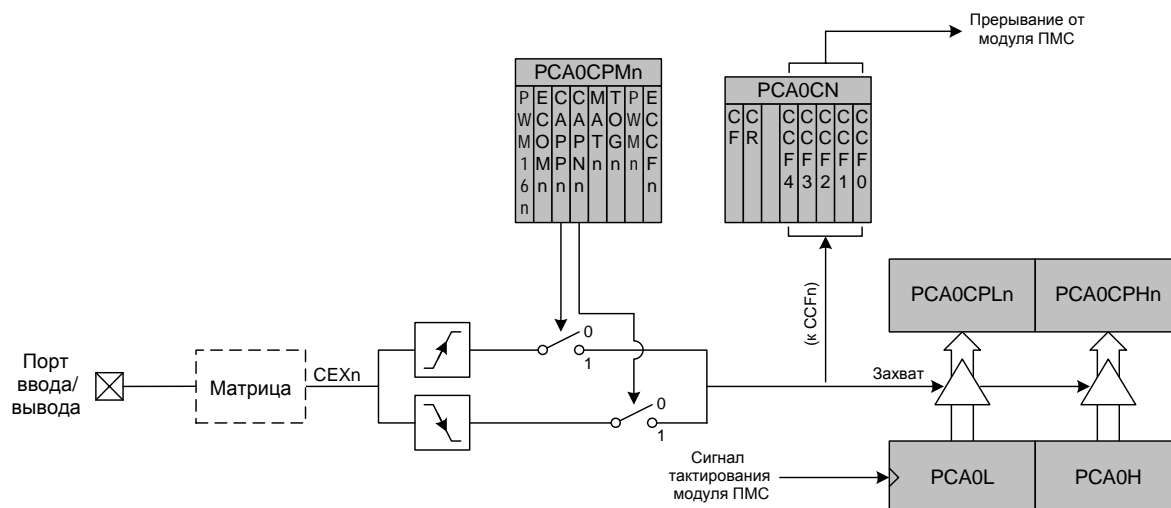 Прерывание от
модуля ПМС
PCA0CPMn
PWM16n
ECOMn
CAPPn
CAPNn
MATn
TOGn
PWMn
ECCFn
PCA0CN
CF
CR
CCF4
CCF3
CCF2
CCF1
CCF0
(к CCFn)
PCA0CPLn
PCA0CPHn
0
1
0
1
Порт
ввода/
вывода
Матрица
CEXn
Захват
Сигнал
тактирования
модуля ПМС
PCA0L
PCA0H